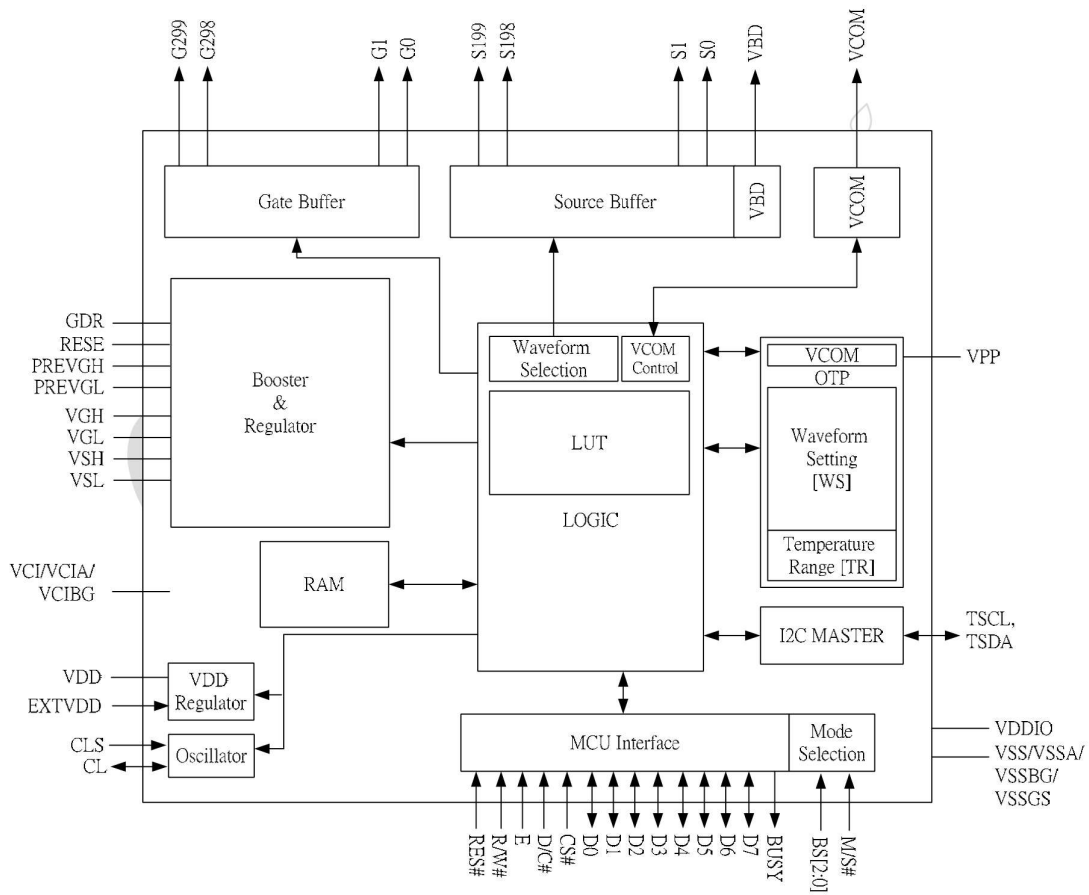 G299
G298
G1
G0
S199
S198
S1
S0
VBD
VCOM
Gate Buffer
Source Buffer
VBD
VCOM
GDR
RESE
PREVGH
PREVGL
VGH
VGL
VSH
VSL
Booster
&
Regulator
Waveform
Selection
VCOM
Control
LUT
LOGIC
VCOM
OTP
Waveform
Setting
[WS]
Temperature
Range [TR]
VPP
VCI/VCIA/
VCIBG
RAM
I2C MASTER
TSCL,
TSDA
VDD
EXTVDD
VDD
Regulator
CLS
CL
Oscillator
MCU Interface
Mode
Selection
VDDIO
VSS/VSSA/
VSSBG/
VSSGS
RES#
R/W#
E
D/C#
CS#
D0
D1
D2
D3
D4
D5
D6
D7
BUSY
BS[2:0]
M/S#